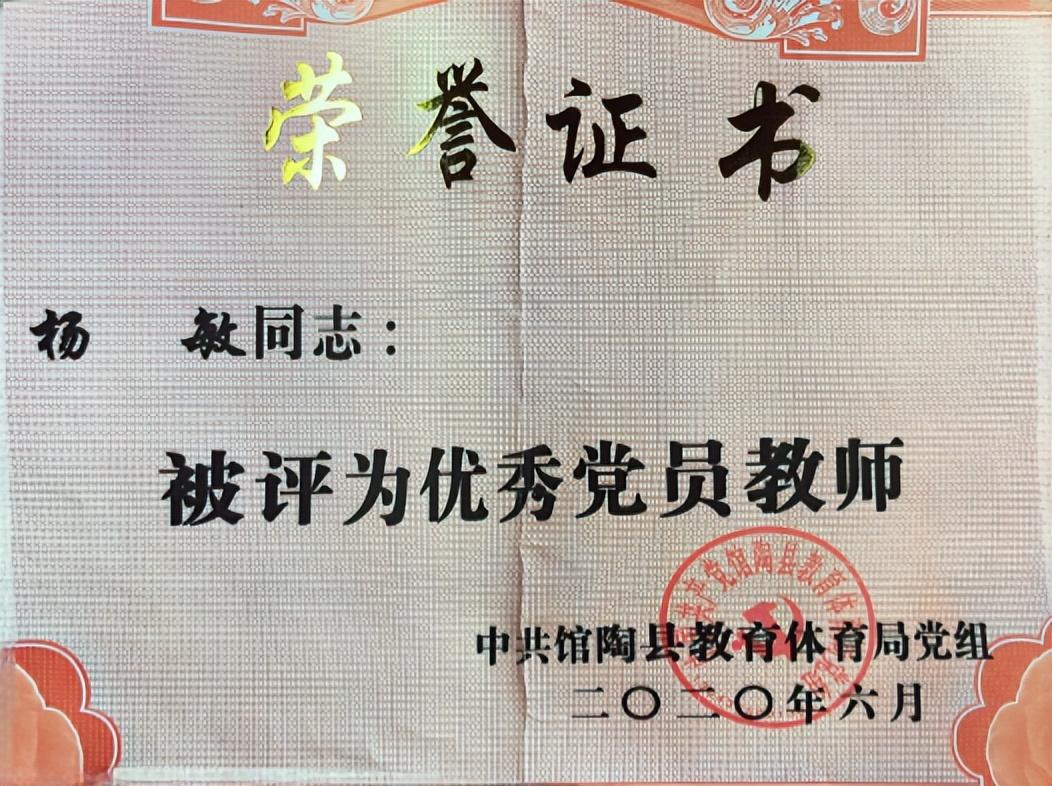 荣誉证书
杨 敏同志：
被评为优秀党员教师
中共馆陶县教育体育局党组
二〇二〇年六月